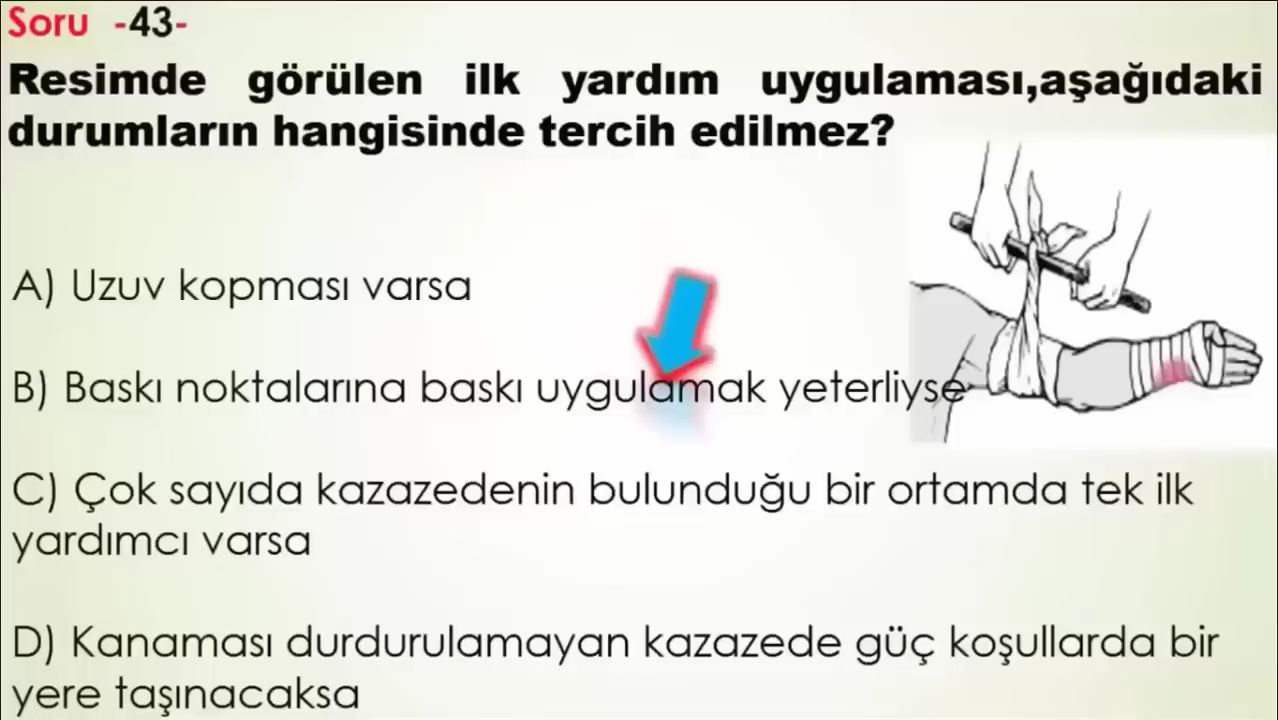 Soru -43-
Resimde görülen ilk yardım uygulaması,aşağıdaki
durumların hangisinde tercih edilmez?
A) Uzuv kopması varsa
B) Baskı noktalarına baskı uygulamak yeterliyse
C) Çok sayıda kazazedenin bulunduğu bir ortamda tek ilk
yardımcı varsa
D) Kanaması durdurulamayan kazazede güç koşullarda bir
yere taşınacaksa